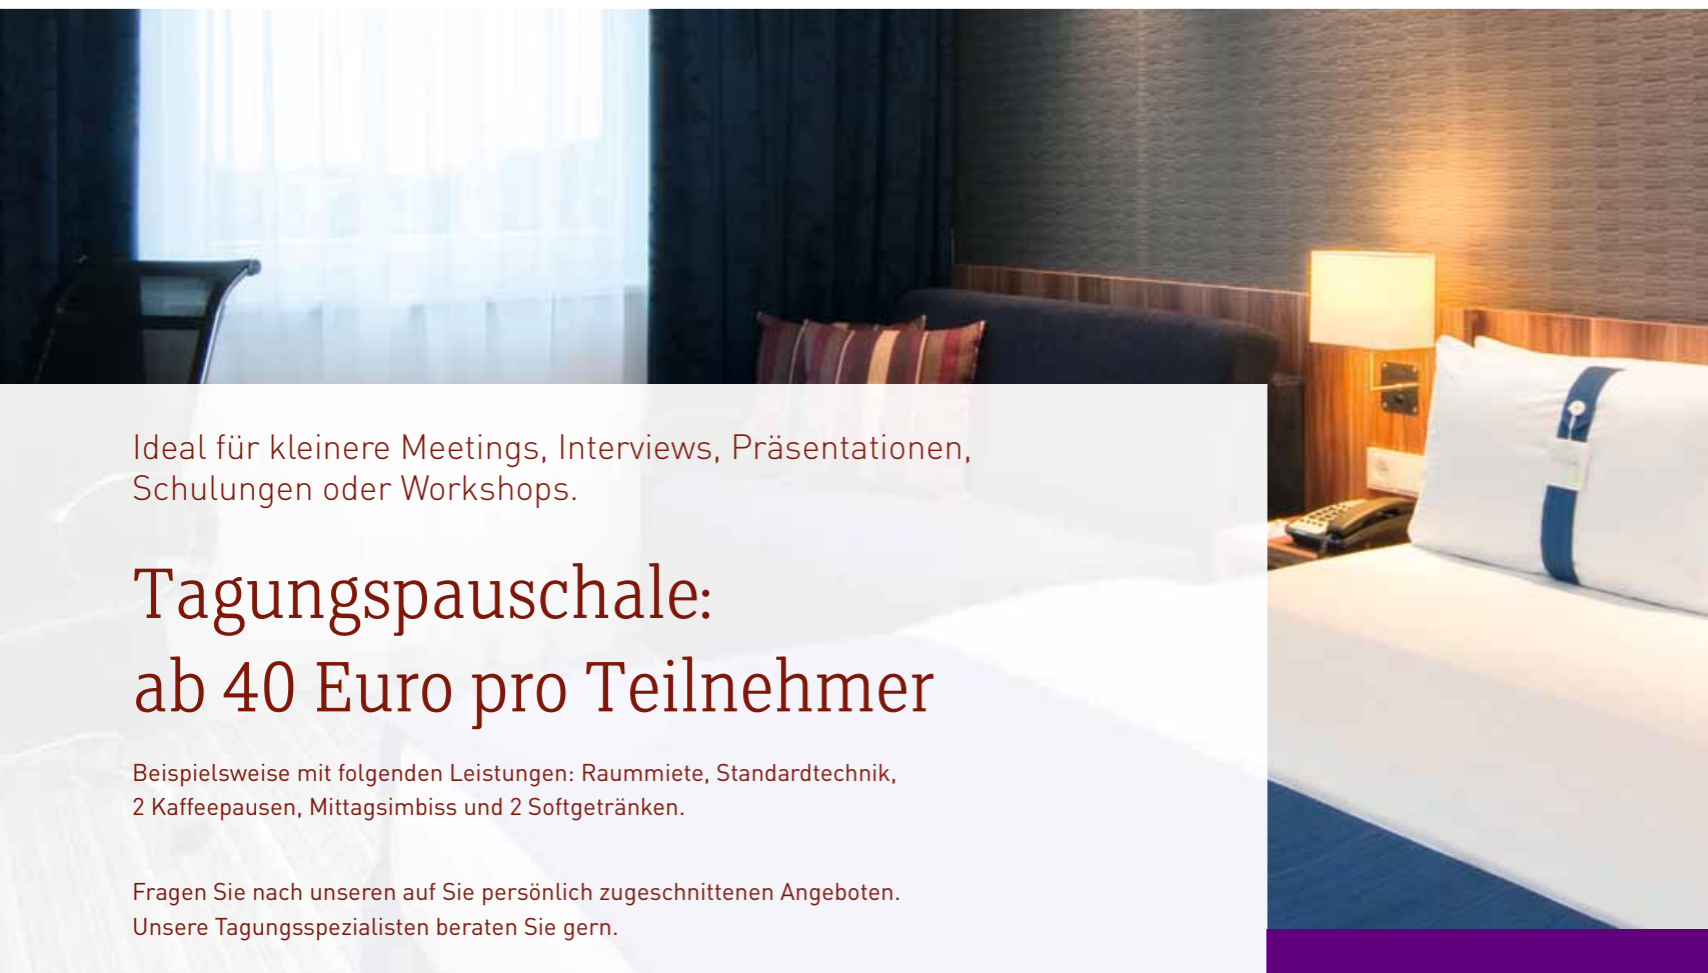 Ideal für kleinere Meetings, Interviews, Präsentationen,
Schulungen oder Workshops.
Tagungspauschale:
ab 40 Euro pro Teilnehmer
Beispielsweise mit folgenden Leistungen: Raummiete, Standardtechnik,
2 Kaffeepausen, Mittagsimbiss und 2 Softgetränken.
Fragen Sie nach unseren auf Sie persönlich zugeschnittenen Angeboten.
Unsere Tagungsspezialisten beraten Sie gern.